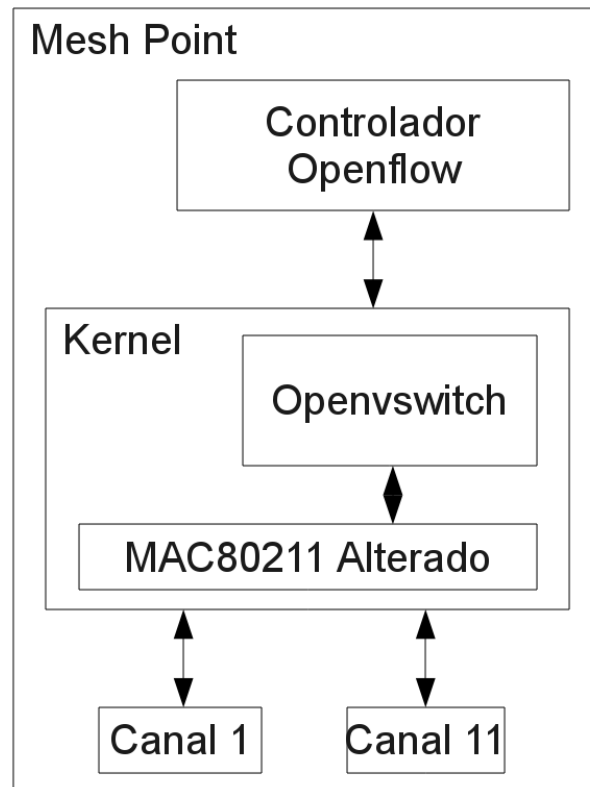 Mesh Point
Controlador
Openflow
Kernel
Openvswitch
MAC80211 Alterado
Canal 1
Canal 11